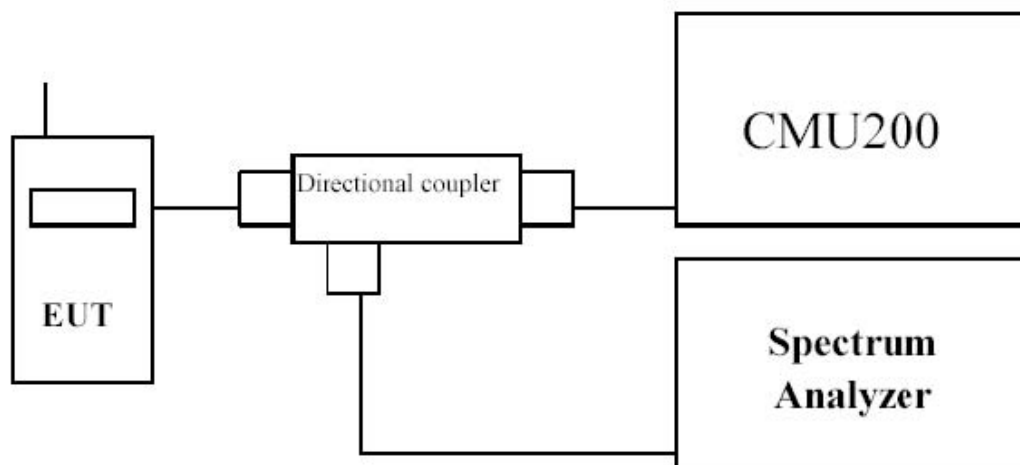 CMU200
Directional coupler
EUT
Spectrum
Analyzer